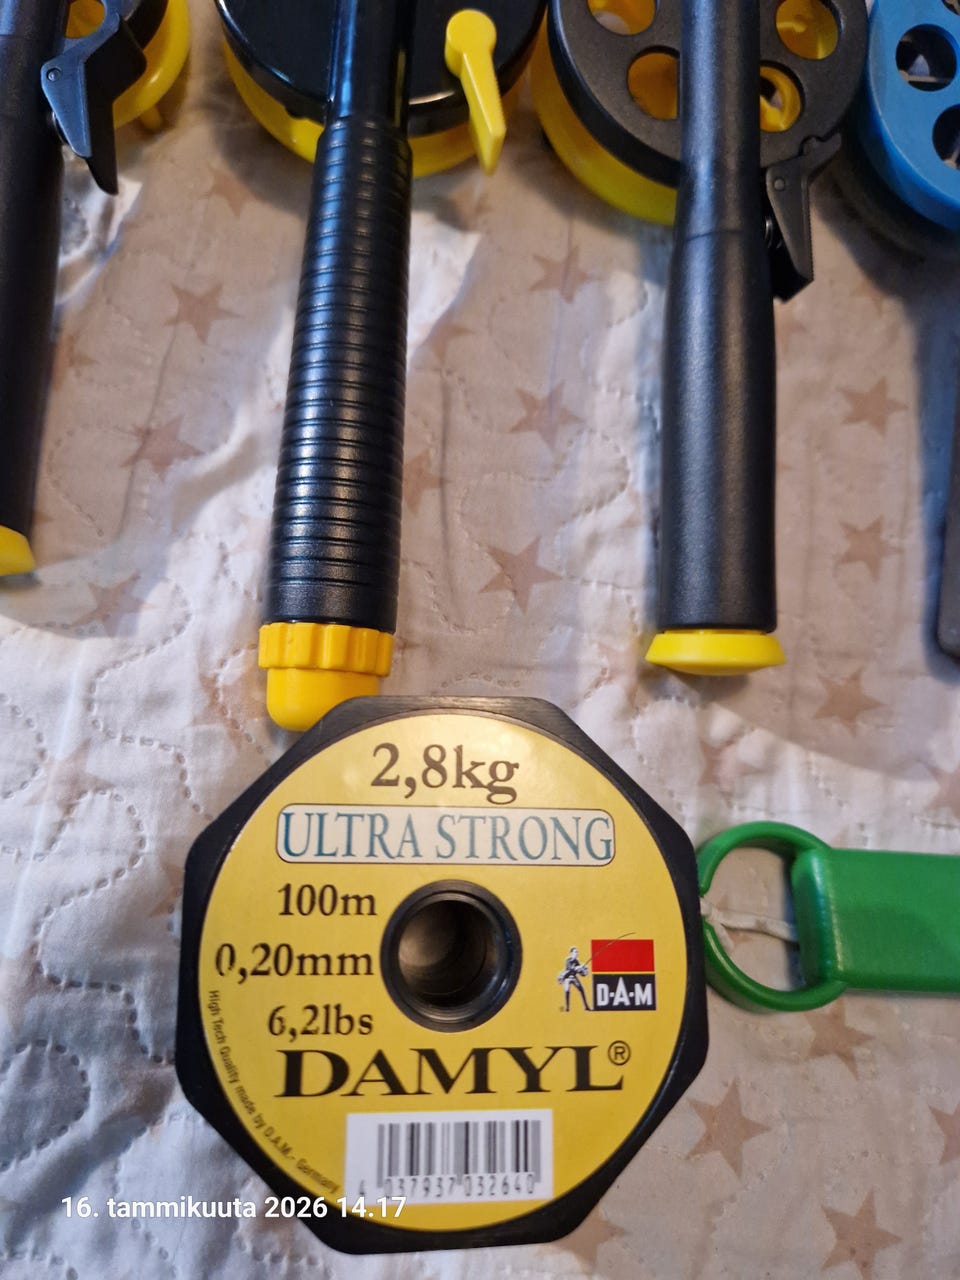 2,8kg
ULTRA STRONG
100m
0,20mm
6,2lbs
D·A·M
DAMYL®
High Tech Quality made by D.A.M. - Germany
4 037937 032640
16. tammikuuta 2026 14.17